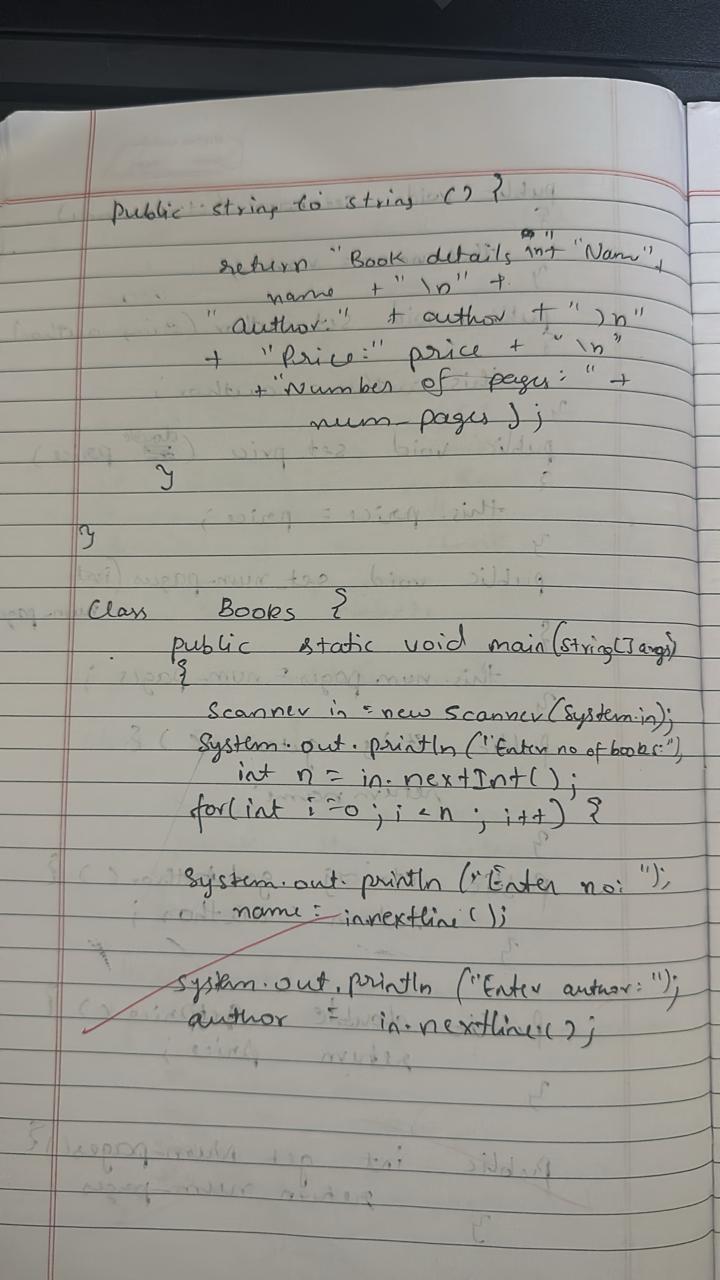 public string to string () {
return "Book details \n" + "Nam" +
name + "\n" +
"author:" + author + "\n"
+ "Price:" price + "\n"
+ "Number of pages: " +
num_pages );
}
}
Class Books {
public static void main(String[] args)
{
Scanner in = new Scanner(System.in);
System.out.println("Enter no of books:");
int n = in.nextInt();
for(int i=0; i<n; i++) {
System.out.println("Enter no: ");
name = in.nextline();
system.out.println("Enter author: ");
author = in.nextline();